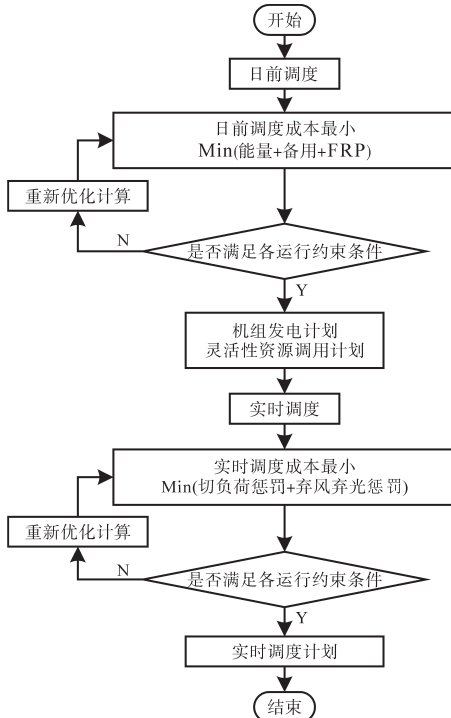 开始
日前调度
日前调度成本最小
Min(能量+备用+FRP)
重新优化计算
N
是否满足各运行约束条件
Y
机组发电计划
灵活性资源调用计划
实时调度
实时调度成本最小
Min(切负荷惩罚+弃风弃光惩罚)
重新优化计算
N
是否满足各运行约束条件
Y
实时调度计划
结束